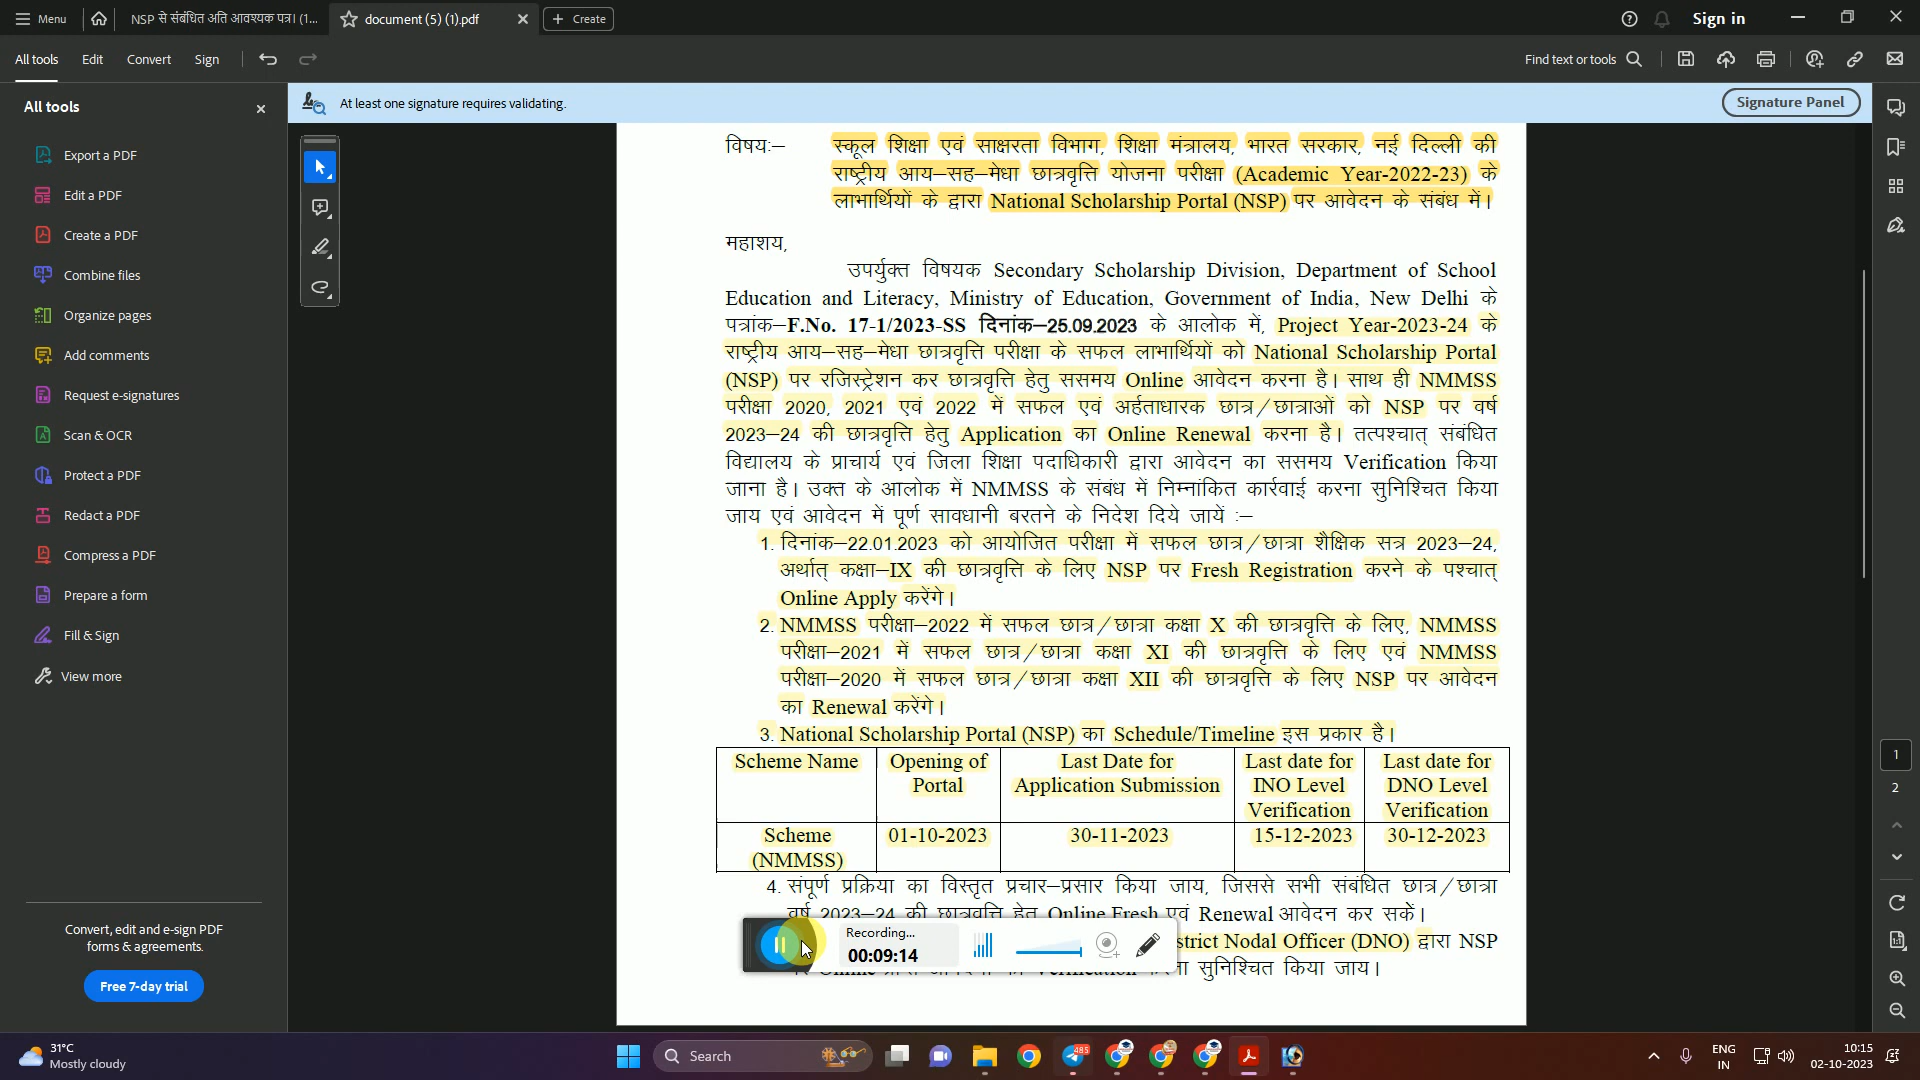 Menu
NSP से संबंधित अति आवश्यक पत्र। (1...
document (5) (1).pdf
Create
Sign in
All tools
Edit
Convert
Sign
Find text or tools
All tools
At least one signature requires validating.
Signature Panel
Export a PDF
Edit a PDF
Create a PDF
Combine files
Organize pages
Add comments
Request e-signatures
Scan & OCR
Protect a PDF
Redact a PDF
Compress a PDF
Prepare a form
Fill & Sign
View more
Convert, edit and e-sign PDF
forms & agreements.
Free 7-day trial
विषयः– स्कूल शिक्षा एवं साक्षरता विभाग, शिक्षा मंत्रालय, भारत सरकार, नई दिल्ली की
राष्ट्रीय आय–सह–मेधा छात्रवृत्ति योजना परीक्षा (Academic Year-2022-23) के
लाभार्थियों के द्वारा National Scholarship Portal (NSP) पर आवेदन के संबंध में।
महाशय,
उपर्युक्त विषयक Secondary Scholarship Division, Department of School
Education and Literacy, Ministry of Education, Government of India, New Delhi के
पत्रांक–F.No. 17-1/2023-SS दिनांक–25.09.2023 के आलोक में, Project Year-2023-24 के
राष्ट्रीय आय–सह–मेधा छात्रवृत्ति परीक्षा के सफल लाभार्थियों को National Scholarship Portal
(NSP) पर रजिस्ट्रेशन कर छात्रवृत्ति हेतु ससमय Online आवेदन करना है। साथ ही NMMSS
परीक्षा 2020, 2021 एवं 2022 में सफल एवं अर्हताधारक छात्र/छात्राओं को NSP पर वर्ष
2023–24 की छात्रवृत्ति हेतु Application का Online Renewal करना है। तत्पश्चात् संबंधित
विद्यालय के प्राचार्य एवं जिला शिक्षा पदाधिकारी द्वारा आवेदन का ससमय Verification किया
जाना है। उक्त के आलोक में NMMSS के संबंध में निम्नांकित कार्रवाई करना सुनिश्चित किया
जाय एवं आवेदन में पूर्ण सावधानी बरतने के निदेश दिये जायें :–
1. दिनांक–22.01.2023 को आयोजित परीक्षा में सफल छात्र/छात्रा शैक्षिक सत्र 2023–24,
अर्थात् कक्षा–IX की छात्रवृत्ति के लिए NSP पर Fresh Registration करने के पश्चात्
Online Apply करेंगे।
2. NMMSS परीक्षा–2022 में सफल छात्र/छात्रा कक्षा X की छात्रवृत्ति के लिए, NMMSS
परीक्षा–2021 में सफल छात्र/छात्रा कक्षा XI की छात्रवृत्ति के लिए एवं NMMSS
परीक्षा–2020 में सफल छात्र/छात्रा कक्षा XII की छात्रवृत्ति के लिए NSP पर आवेदन
का Renewal करेंगे।
3. National Scholarship Portal (NSP) का Schedule/Timeline इस प्रकार है।
Scheme Name
Opening of
Portal
Last Date for
Application Submission
Last date for
INO Level
Verification
Last date for
DNO Level
Verification
Scheme
(NMMSS)
01-10-2023
30-11-2023
15-12-2023
30-12-2023
4. संपूर्ण प्रक्रिया का विस्तृत प्रचार–प्रसार किया जाय, जिससे सभी संबंधित छात्र/छात्रा
वर्ष 2023–24 की छात्रवृत्ति हेतु Online Fresh एवं Renewal आवेदन कर सकें।
strict Nodal Officer (DNO) द्वारा NSP
सुनिश्चित किया जाय।
Recording...
00:09:14
1
2
31°C
Mostly cloudy
Search
485
ENG
IN
10:15
02-10-2023